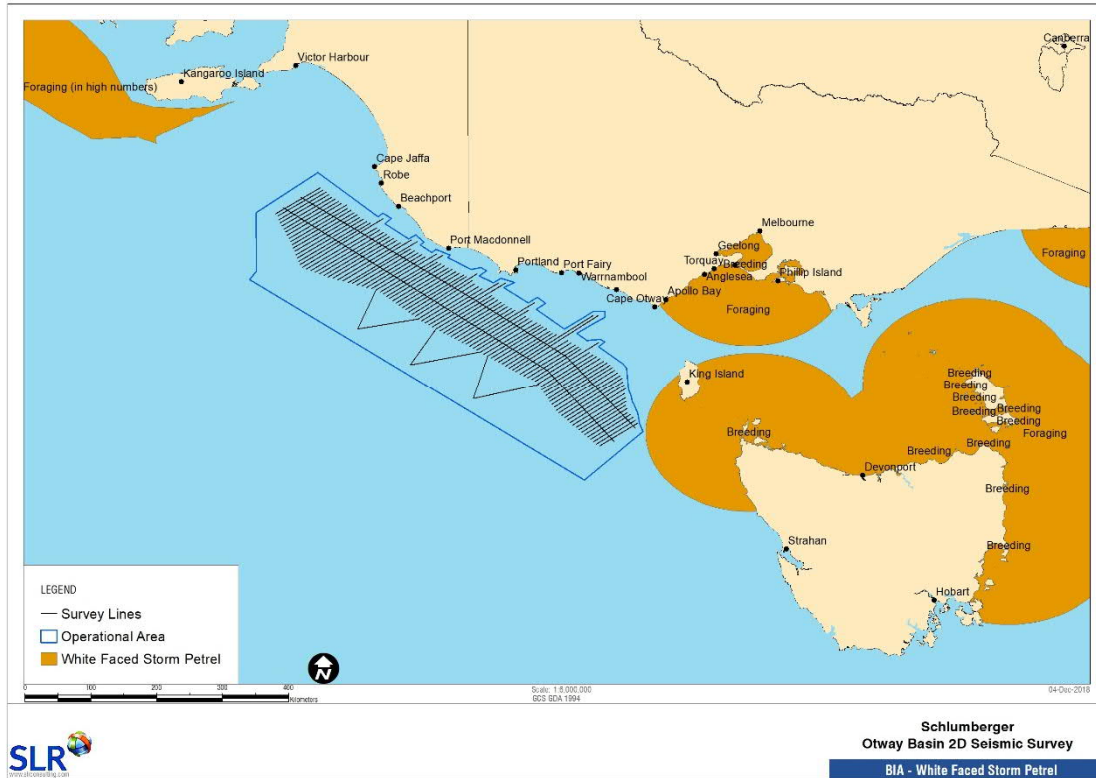 Canberra
Victor Harbour
Kangaroo Island
Foraging (in high numbers)
Cape Jaffa
Robe
Beachport
Melbourne
Port Macdonnell
Geelong
Foraging
Portland
Port Fairy
Torquay
Breeding
Warrnambool
Anglesea
Phillip Island
Cape Otway
Apollo Bay
Foraging
King Island
Breeding
Breeding
Breeding
Breeding
Breeding
Breeding
Breeding
Foraging
Breeding
Breeding
Devonport
Breeding
Strahan
Breeding
Hobart
LEGEND
Survey Lines
Operational Area
White Faced Storm Petrel
N
0 100 200 300 400
Kilometers
Scale: 1:6,000,000
GCS GDA 1994
04-Dec-2018
SLR
www.slrconsulting.com
Schlumberger
Otway Basin 2D Seismic Survey
BIA - White Faced Storm Petrel